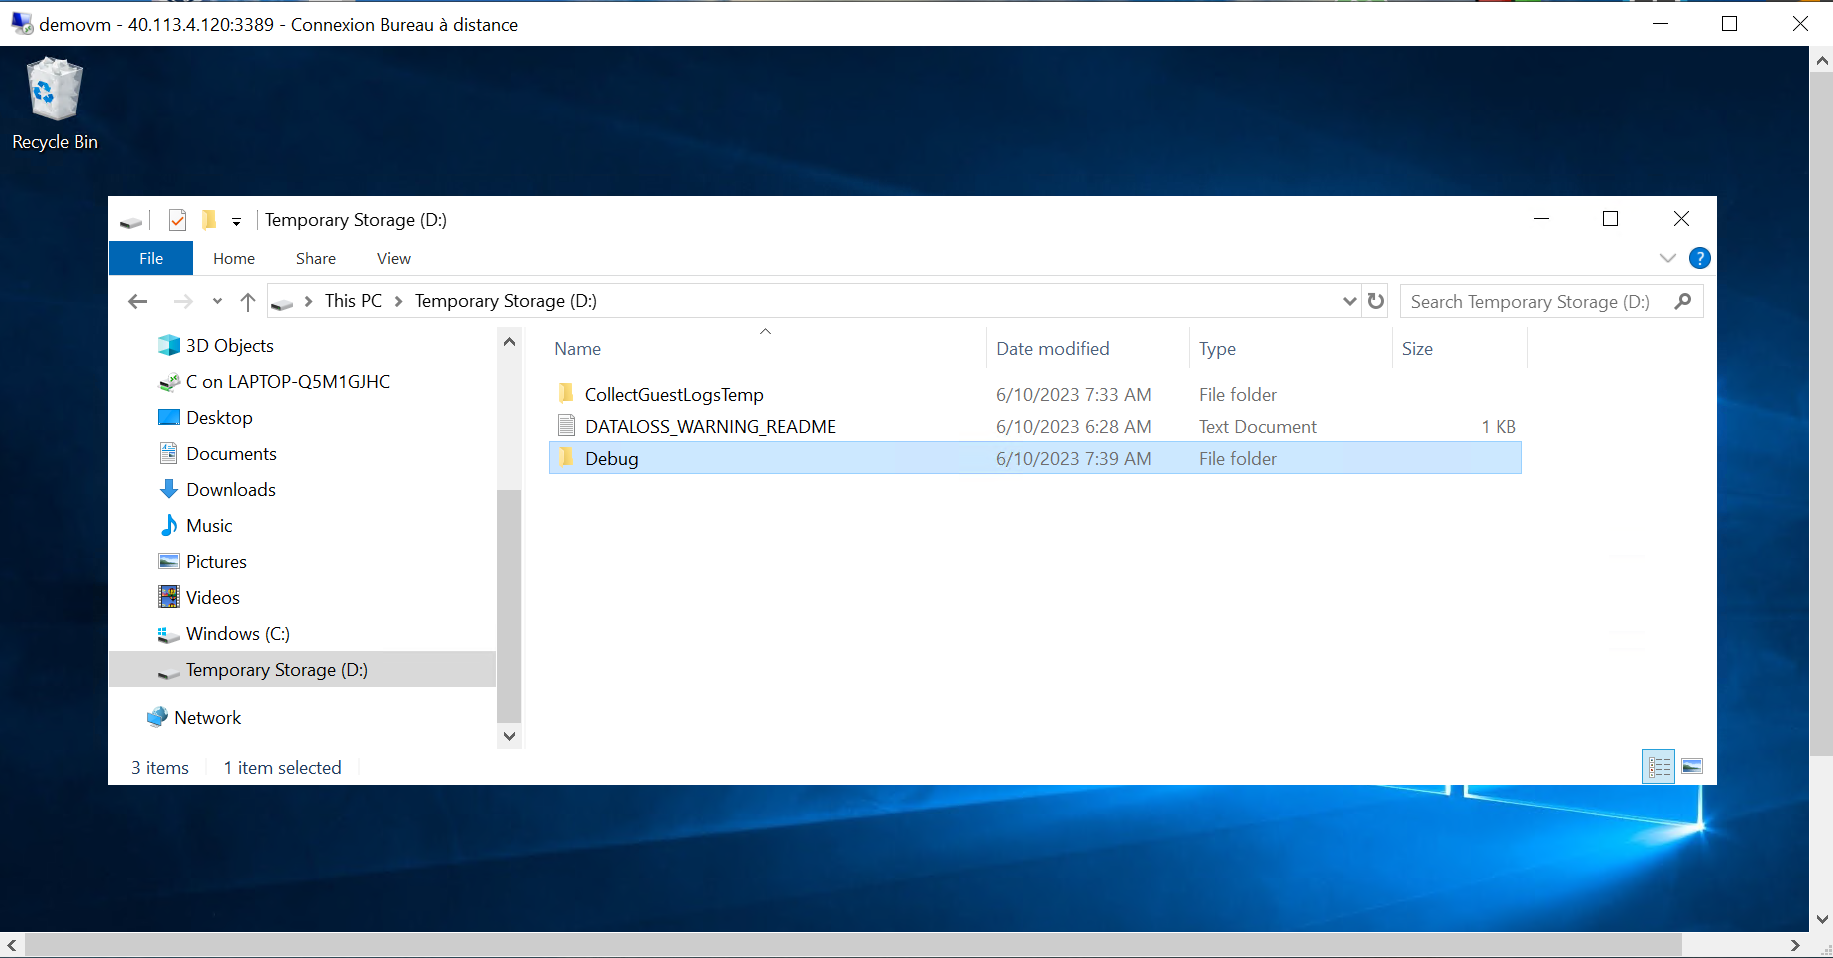 demovm - 40.113.4.120:3389 - Connexion Bureau à distance
Recycle Bin
Temporary Storage (D:)
File Home Share View
This PC Temporary Storage (D:)
Search Temporary Storage (D:)
3D Objects
C on LAPTOP-Q5M1GJHC
Desktop
Documents
Downloads
Music
Pictures
Videos
Windows (C:)
Temporary Storage (D:)
Network
Name Date modified Type Size
CollectGuestLogsTemp 6/10/2023 7:33 AM File folder
DATALOSS_WARNING_README 6/10/2023 6:28 AM Text Document 1 KB
Debug 6/10/2023 7:39 AM File folder
3 items 1 item selected